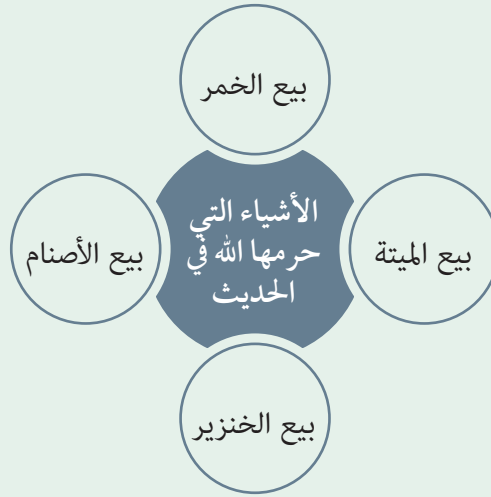 بيع الخمر
الأشياء التي
حرمها الله في
الحديث
بيع الميتة
بيع الأصنام
بيع الخنزير